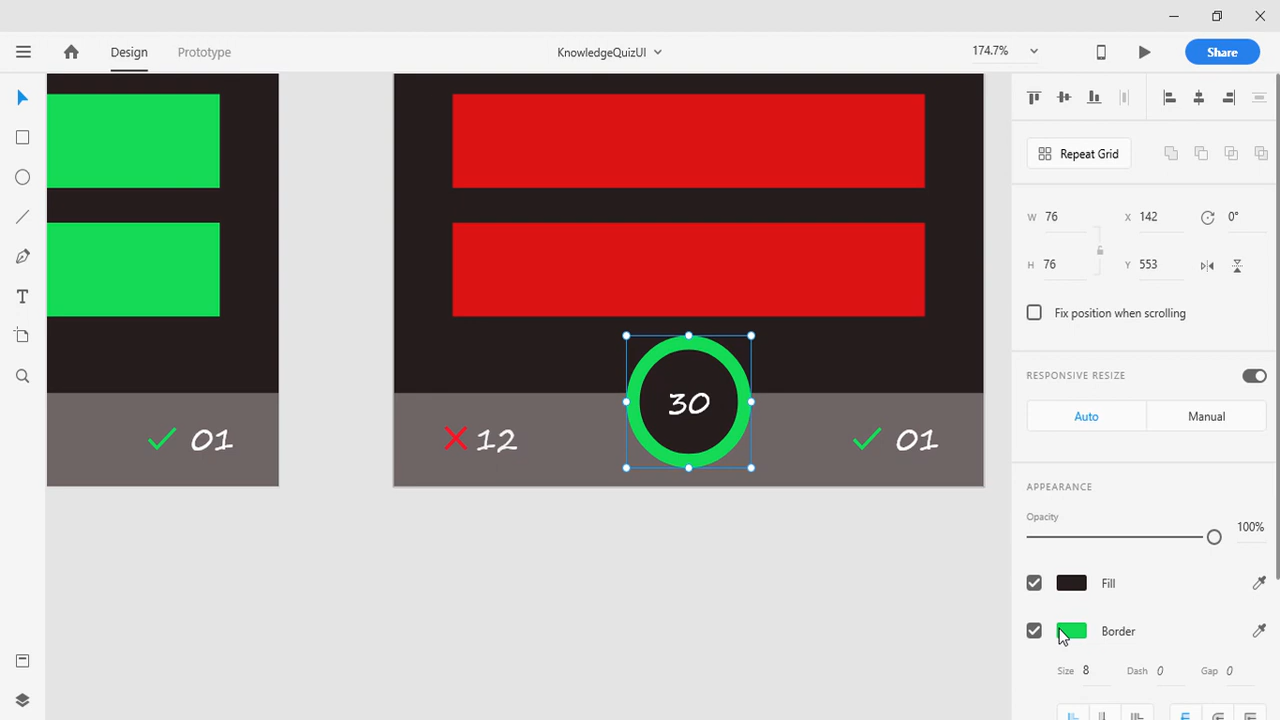 Design Prototype KnowledgeQuizUI 174.7% Share
Repeat Grid
W 76 X 142 0°
H 76 Y 553
Fix position when scrolling
RESPONSIVE RESIZE
Auto Manual
APPEARANCE
Opacity
100%
Fill
Border
Size 8 Dash 0 Gap 0
01
12
30
01